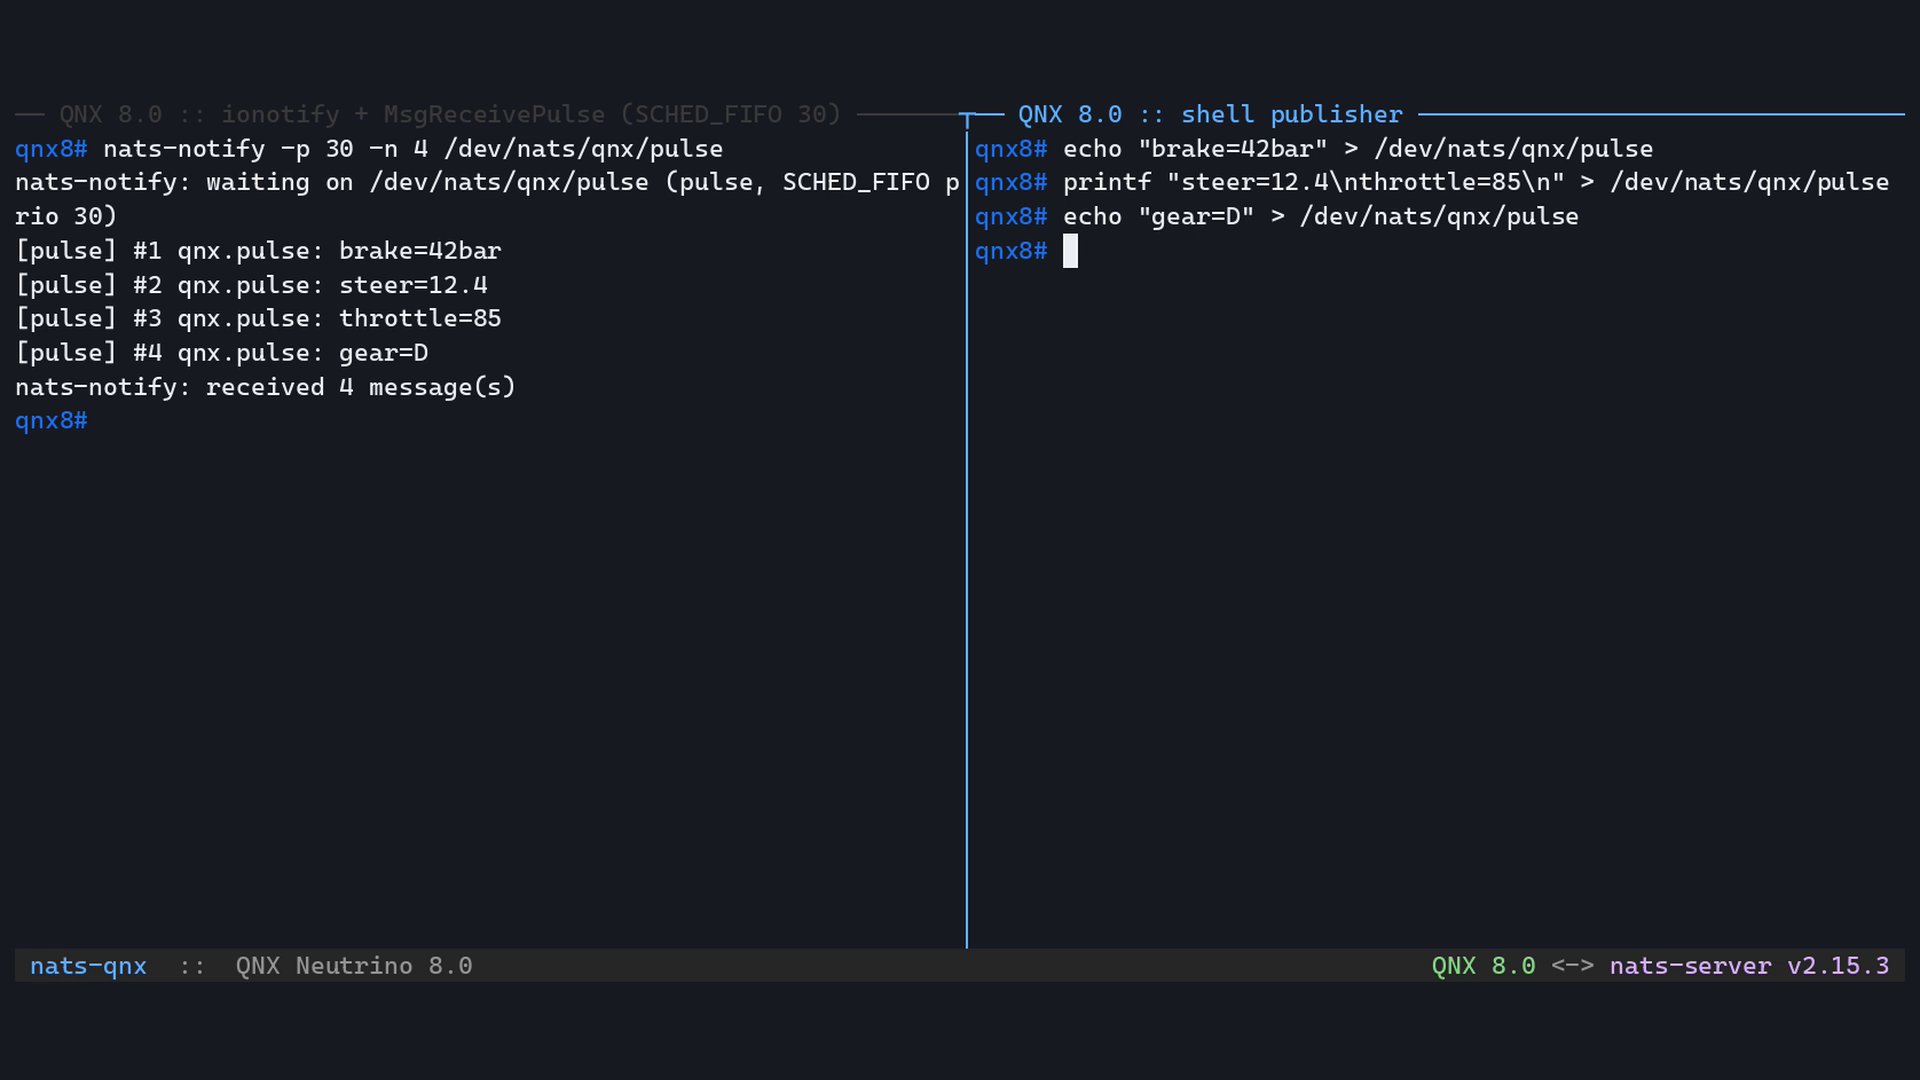 QNX 8.0 :: ionotify + MsgReceivePulse (SCHED_FIFO 30)
qnx8# nats-notify -p 30 -n 4 /dev/nats/qnx/pulse
nats-notify: waiting on /dev/nats/qnx/pulse (pulse, SCHED_FIFO p
rio 30)
[pulse] #1 qnx.pulse: brake=42bar
[pulse] #2 qnx.pulse: steer=12.4
[pulse] #3 qnx.pulse: throttle=85
[pulse] #4 qnx.pulse: gear=D
nats-notify: received 4 message(s)
qnx8#
QNX 8.0 :: shell publisher
qnx8# echo "brake=42bar" > /dev/nats/qnx/pulse
qnx8# printf "steer=12.4\nthrottle=85\n" > /dev/nats/qnx/pulse
qnx8# echo "gear=D" > /dev/nats/qnx/pulse
qnx8#
nats-qnx :: QNX Neutrino 8.0
QNX 8.0 <-> nats-server v2.15.3